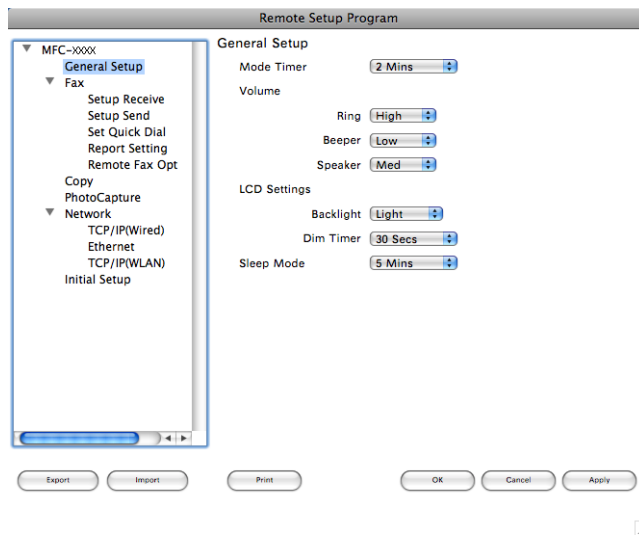 Remote Setup Program
MFC-XXXX
General Setup
Fax
Setup Receive
Setup Send
Set Quick Dial
Report Setting
Remote Fax Opt
Copy
PhotoCapture
Network
TCP/IP(Wired)
Ethernet
TCP/IP(WLAN)
Initial Setup
General Setup
Mode Timer 2 Mins
Volume
Ring High
Beeper Low
Speaker Med
LCD Settings
Backlight Light
Dim Timer 30 Secs
Sleep Mode 5 Mins
Export Import Print OK Cancel Apply